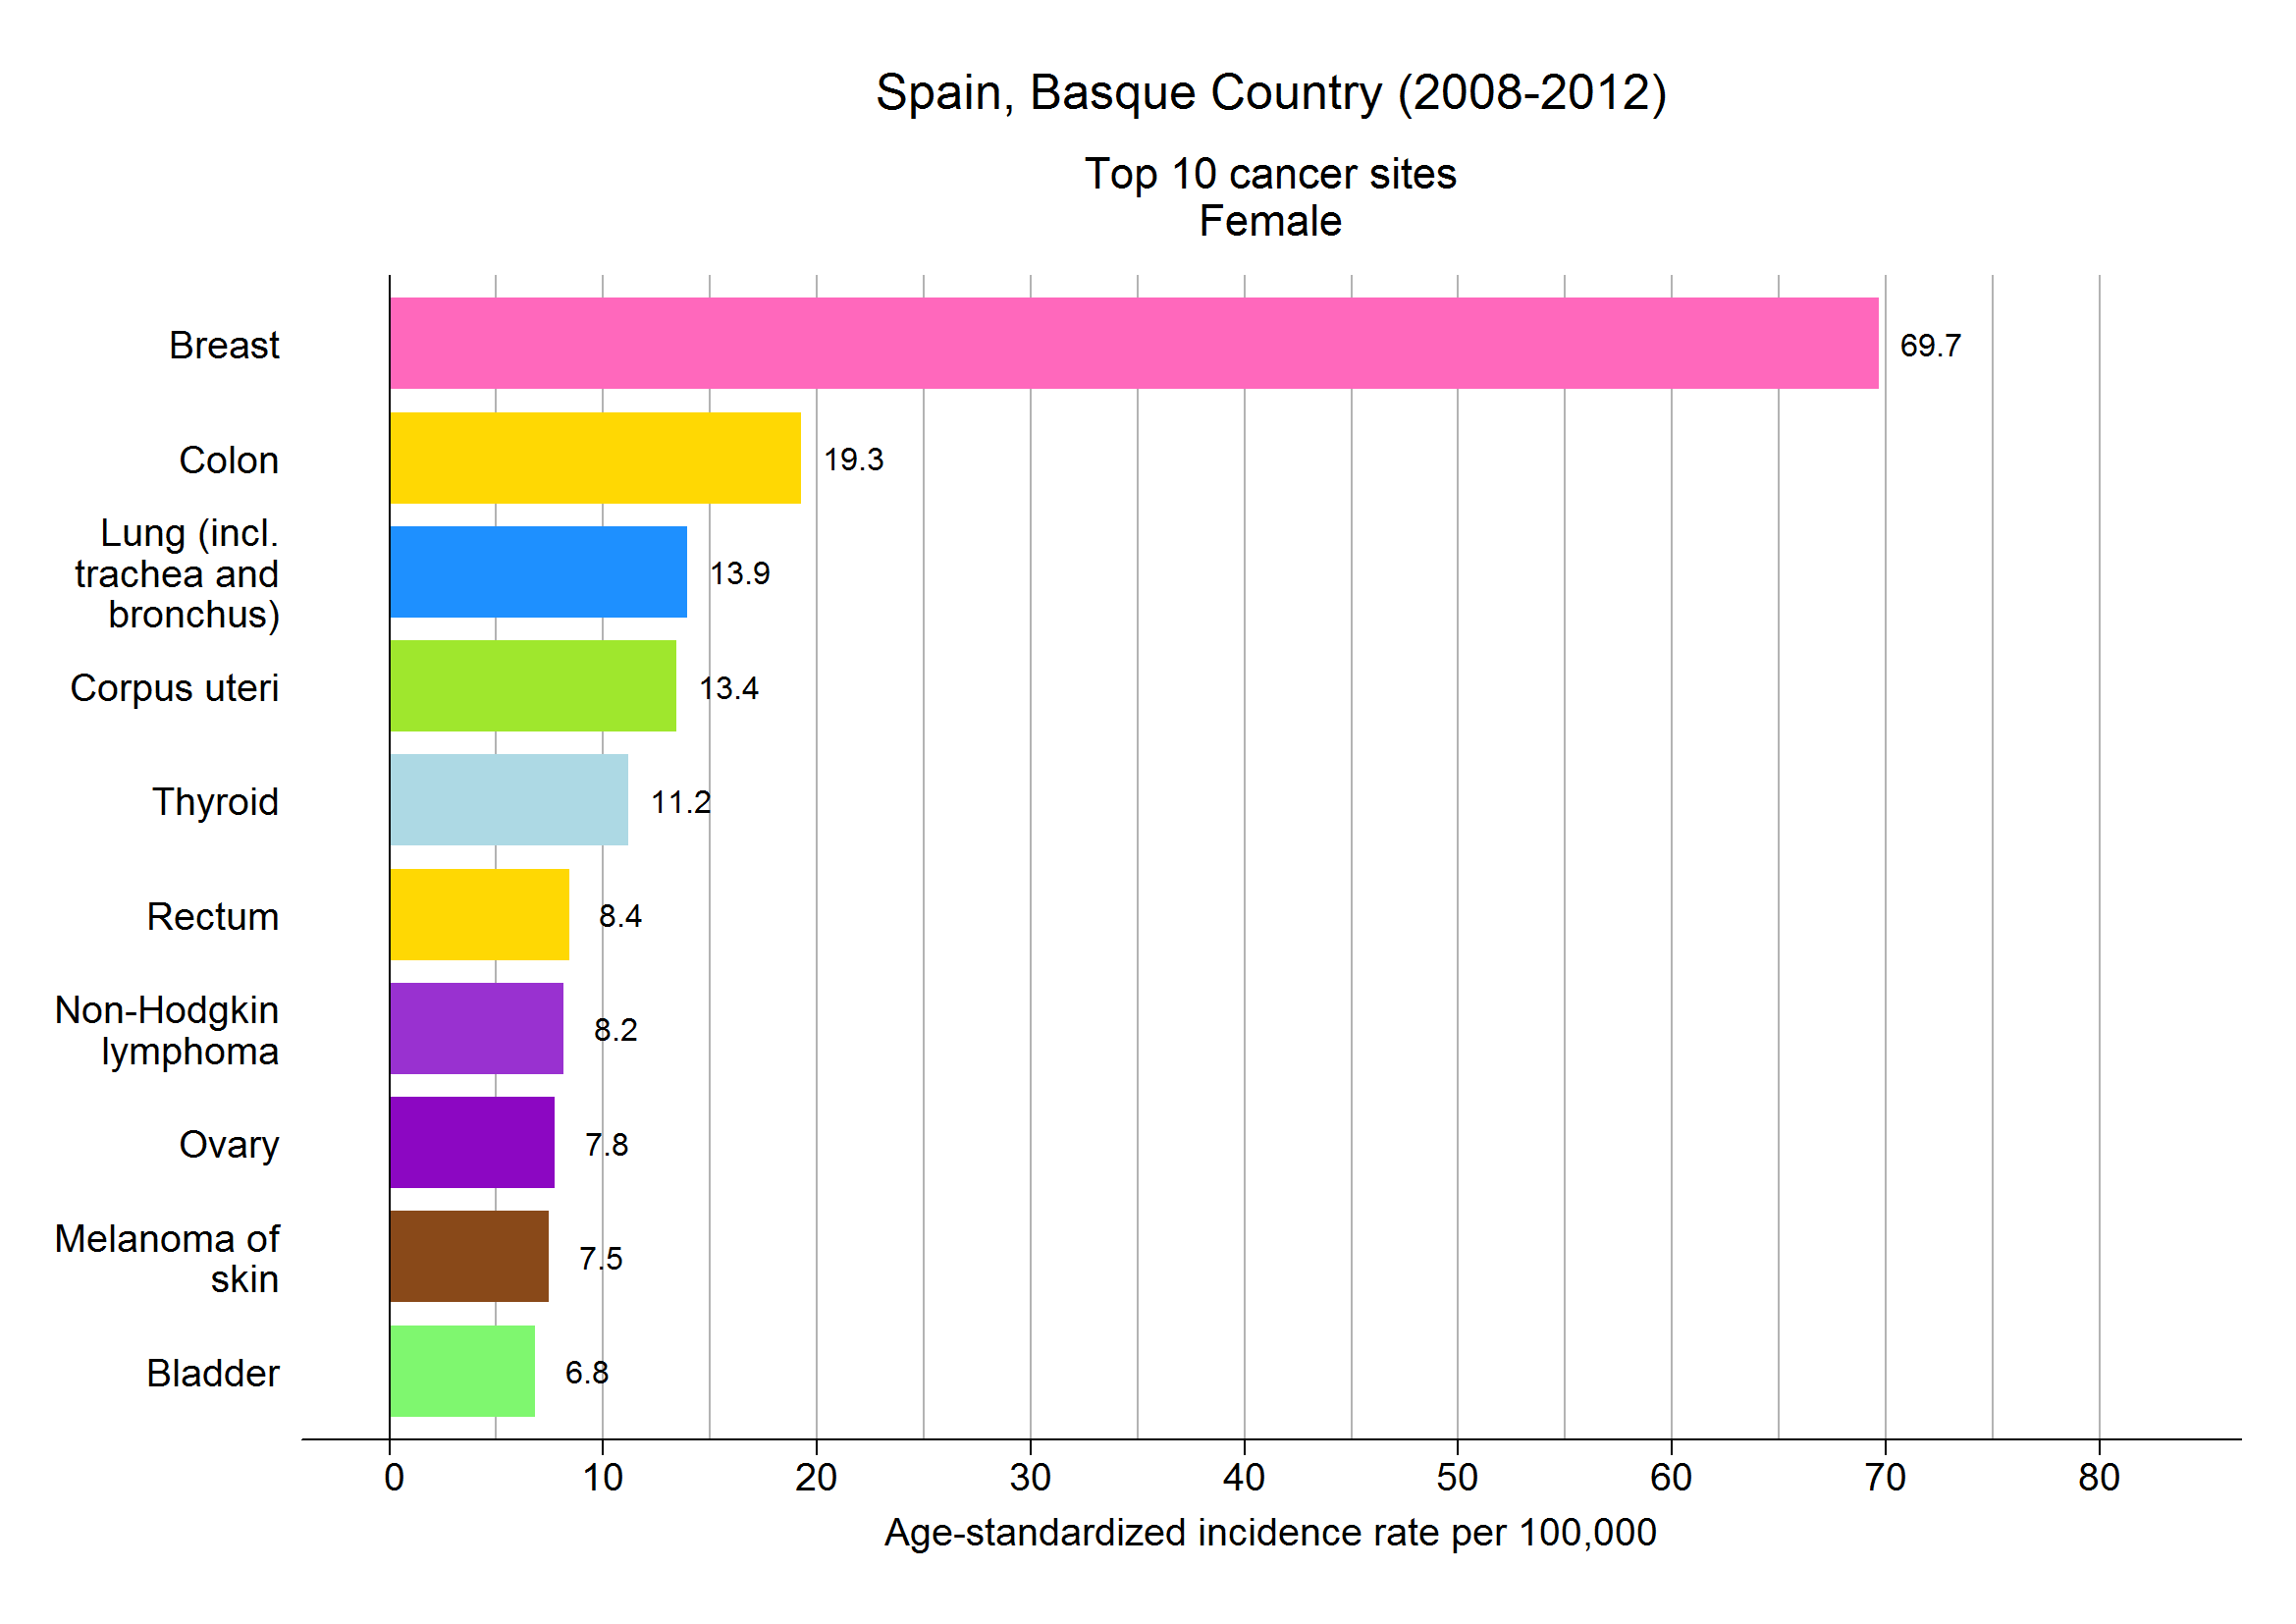 Spain, Basque Country (2008-2012)
Top 10 cancer sites
Female
Breast
69.7
Colon
19.3
Lung (incl.
trachea and
bronchus)
13.9
Corpus uteri
13.4
Thyroid
11.2
Rectum
8.4
Non-Hodgkin
lymphoma
8.2
Ovary
7.8
Melanoma of
skin
7.5
Bladder
6.8
0 10 20 30 40 50 60 70 80
Age-standardized incidence rate per 100,000